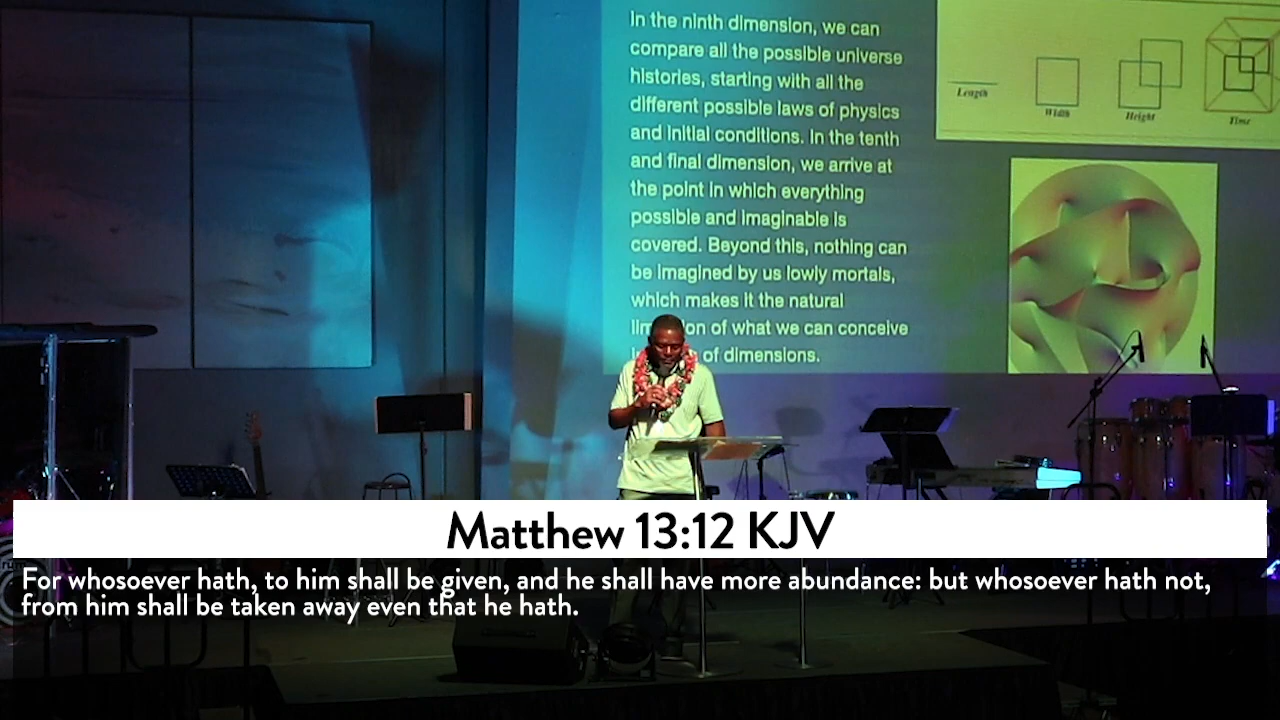 In the ninth dimension, we can
compare all the possible universe
histories, starting with all the
different possible laws of physics
and initial conditions. In the tenth
and final dimension, we arrive at
the point in which everything
possible and imaginable is
covered. Beyond this, nothing can
be imagined by us lowly mortals,
which makes it the natural
of what we can conceive
of dimensions.
Length
Width
Height
Time
Matthew 13:12 KJV
For whosoever hath, to him shall be given, and he shall have more abundance: but whosoever hath not,
from him shall be taken away even that he hath.